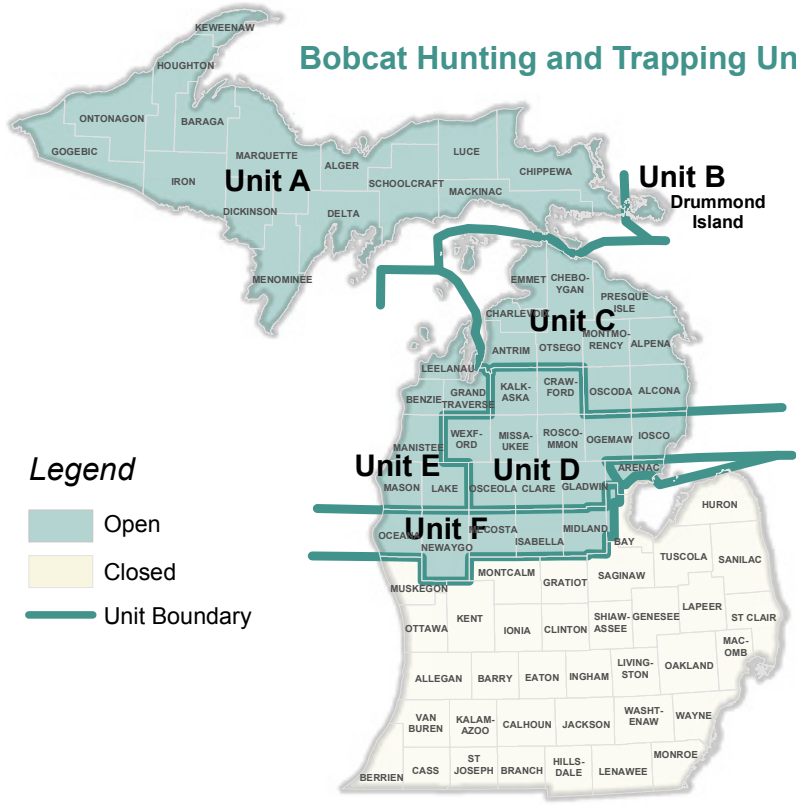 Bobcat Hunting and Trapping Un
KEWEENAW
HOUGHTON
ONTONAGON
BARAGA
GOGEBIC
MARQUETTE
ALGER
LUCE
IRON
Unit A
SCHOOLCRAFT
MACKINAC
CHIPPEWA
Unit B
Drummond
Island
DICKINSON
DELTA
MENOMINEE
EMMET
CHEBO-
YGAN
PRESQUE
ISLE
CHARLEVOIX
Unit C
ANTRIM
OTSEGO
MONTMO-
RENCY
ALPENA
LEELANAU
BENZIE
GRAND
TRAVERSE
KALK-
ASKA
CRAW-
FORD
OSCODA
ALCONA
MANISTEE
WEXF-
ORD
MISSA-
UKEE
ROSCO-
MMON
OGEMAW
IOSCO
Unit E
Unit D
ARENAC
MASON
LAKE
OSCEOLA
CLARE
GLADWIN
HURON
OCEANA
Unit F
NEWAYGO
MECOSTA
ISABELLA
MIDLAND
BAY
TUSCOLA
SANILAC
MUSKEGON
MONTCALM
GRATIOT
SAGINAW
OTTAWA
KENT
IONIA
CLINTON
SHIAW-
ASSEE
GENESEE
LAPEER
ST CLAIR
ALLEGAN
BARRY
EATON
INGHAM
LIVING-
STON
OAKLAND
MAC-
OMB
VAN
BUREN
KALAM-
AZOO
CALHOUN
JACKSON
WASHT-
ENAW
WAYNE
BERRIEN
CASS
ST
JOSEPH
BRANCH
HILLS-
DALE
LENAWEE
MONROE
Legend
Open
Closed
Unit Boundary